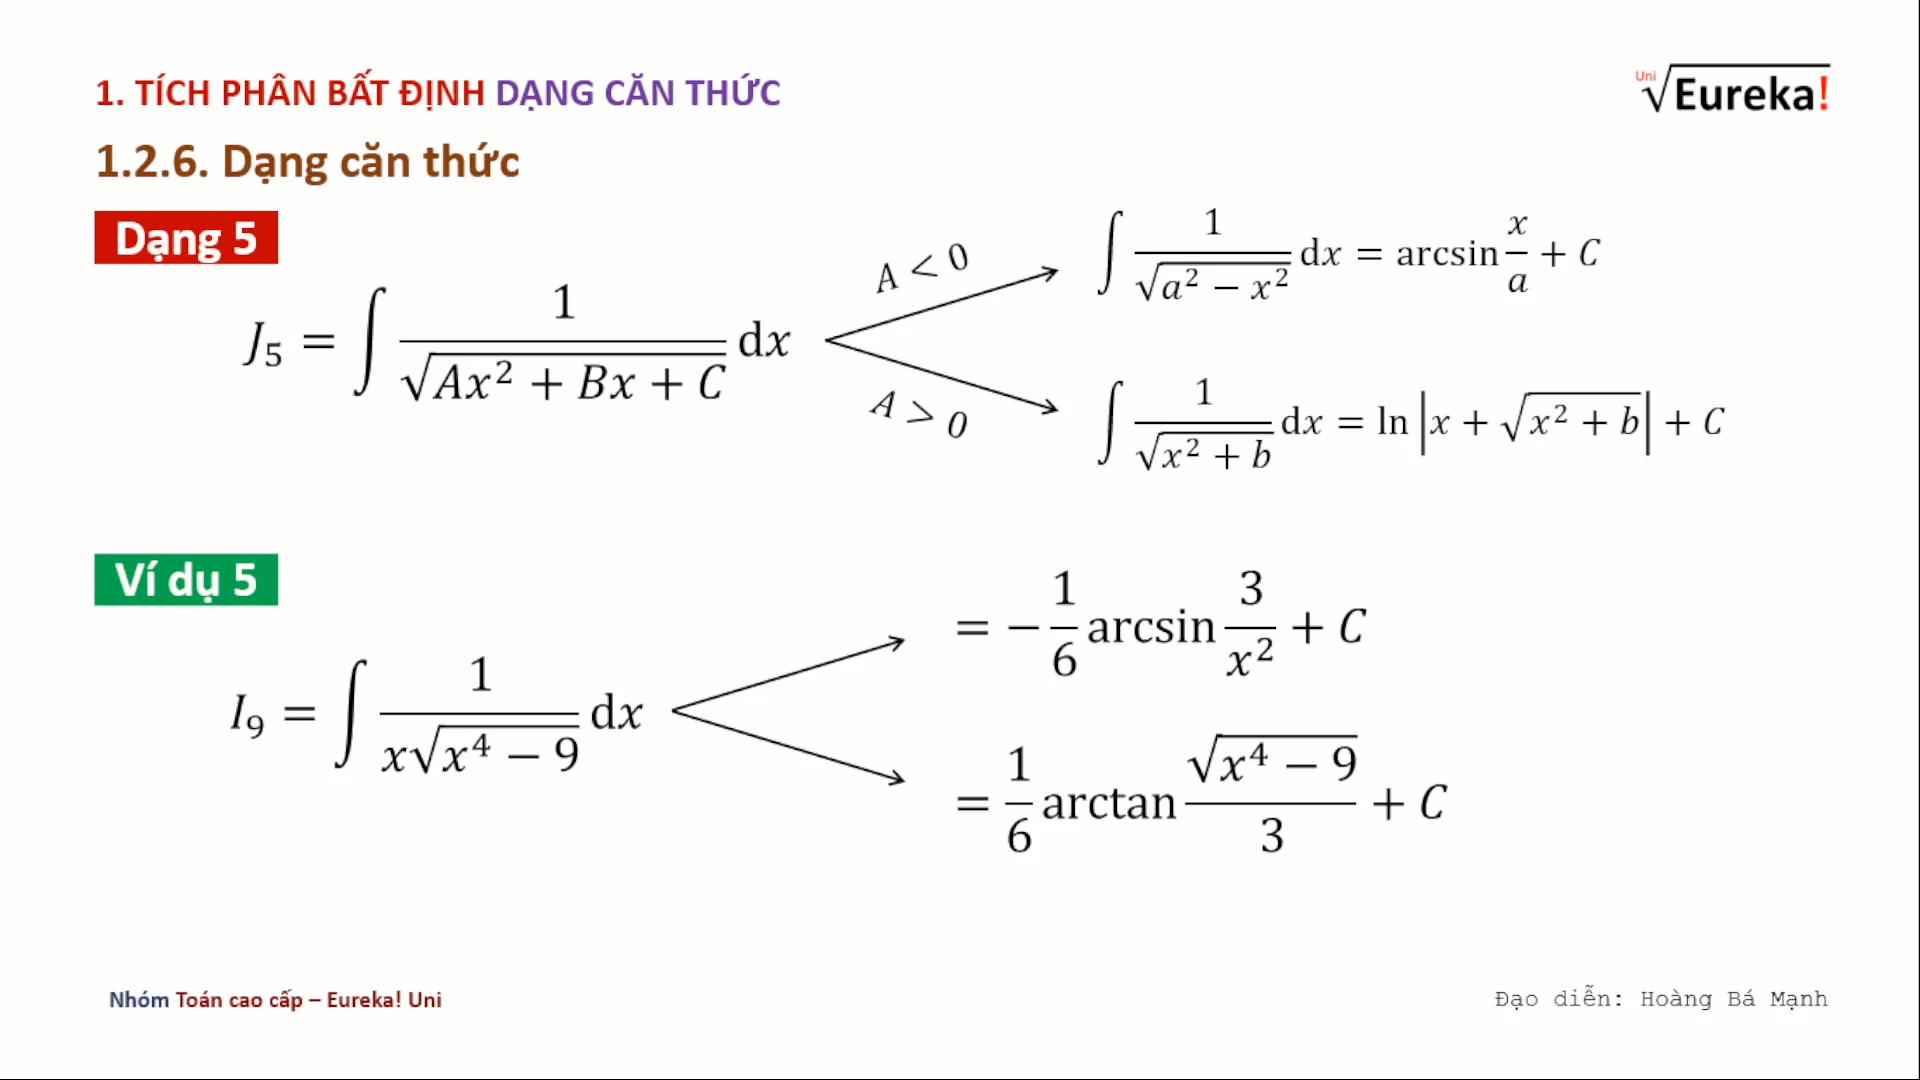 1. TÍCH PHÂN BẤT ĐỊNH DẠNG CĂN THỨC
Uni √Eureka!
1.2.6. Dạng căn thức
Dạng 5
J₅ = ∫ 1/√(Ax² + Bx + C) dx
A < 0
∫ 1/√(a² − x²) dx = arcsin x/a + C
A > 0
∫ 1/√(x² + b) dx = ln |x + √(x² + b)| + C
Ví dụ 5
I₉ = ∫ 1/(x√(x⁴ − 9)) dx
= −1/6 arcsin 3/x² + C
= 1/6 arctan √(x⁴ − 9)/3 + C
Nhóm Toán cao cấp – Eureka! Uni
Đạo diễn: Hoàng Bá Mạnh